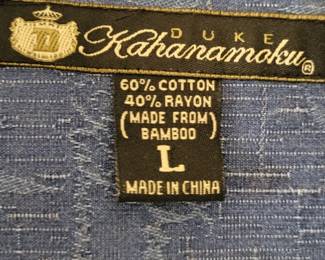 DUKE
Kahanamoku®
60% COTTON
40% RAYON
(MADE FROM)
BAMBOO
L
MADE IN CHINA